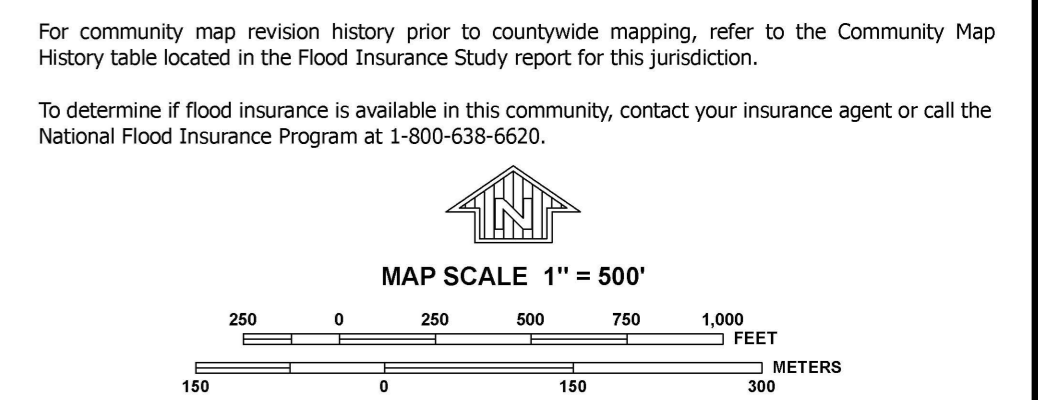 For community map revision history prior to countywide mapping, refer to the Community Map
History table located in the Flood Insurance Study report for this jurisdiction.
To determine if flood insurance is available in this community, contact your insurance agent or call the
National Flood Insurance Program at 1-800-638-6620.
N
MAP SCALE 1" = 500'
250 0 250 500 750 1,000
FEET
METERS
150 0 150 300